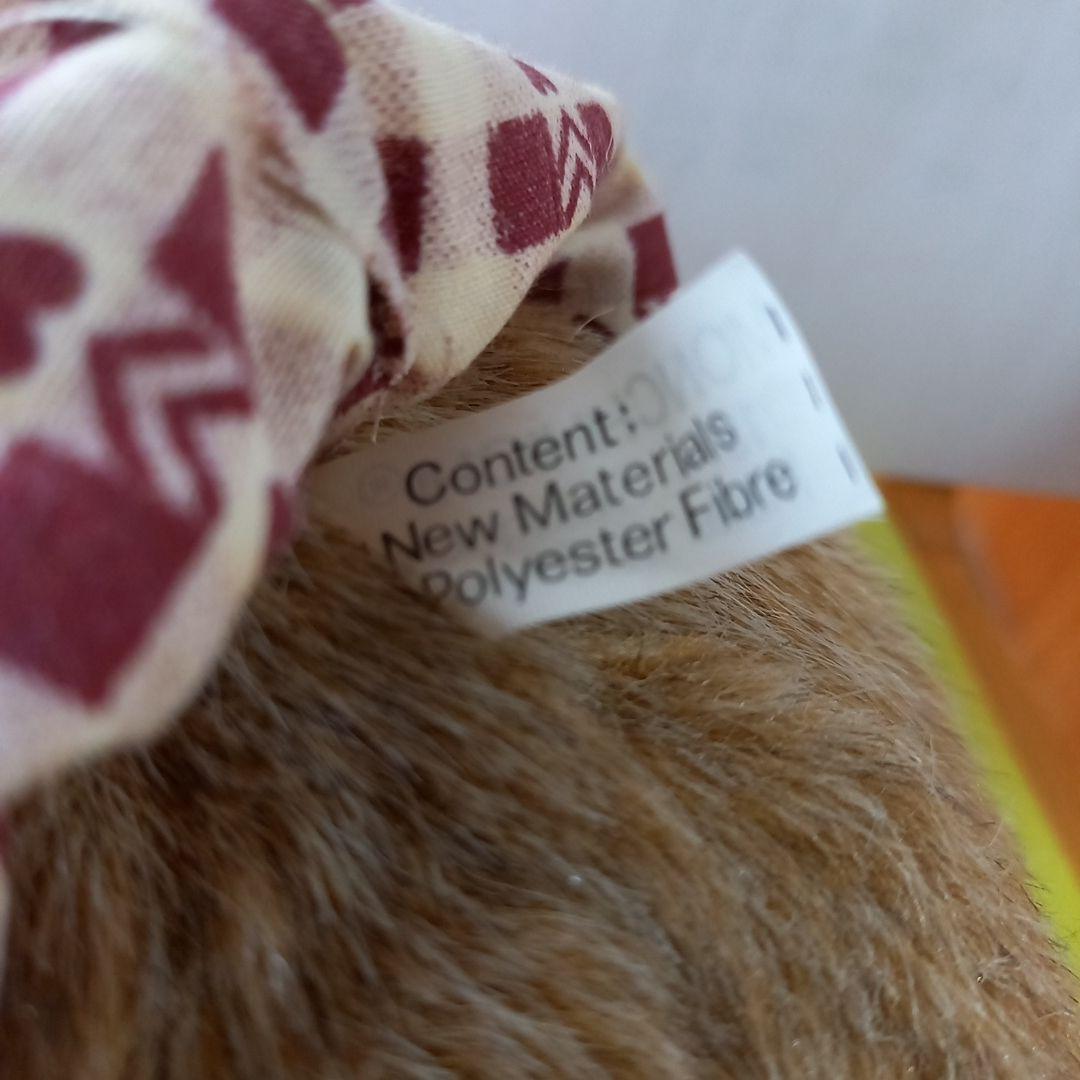 Content:
New Materials
Polyester Fibre